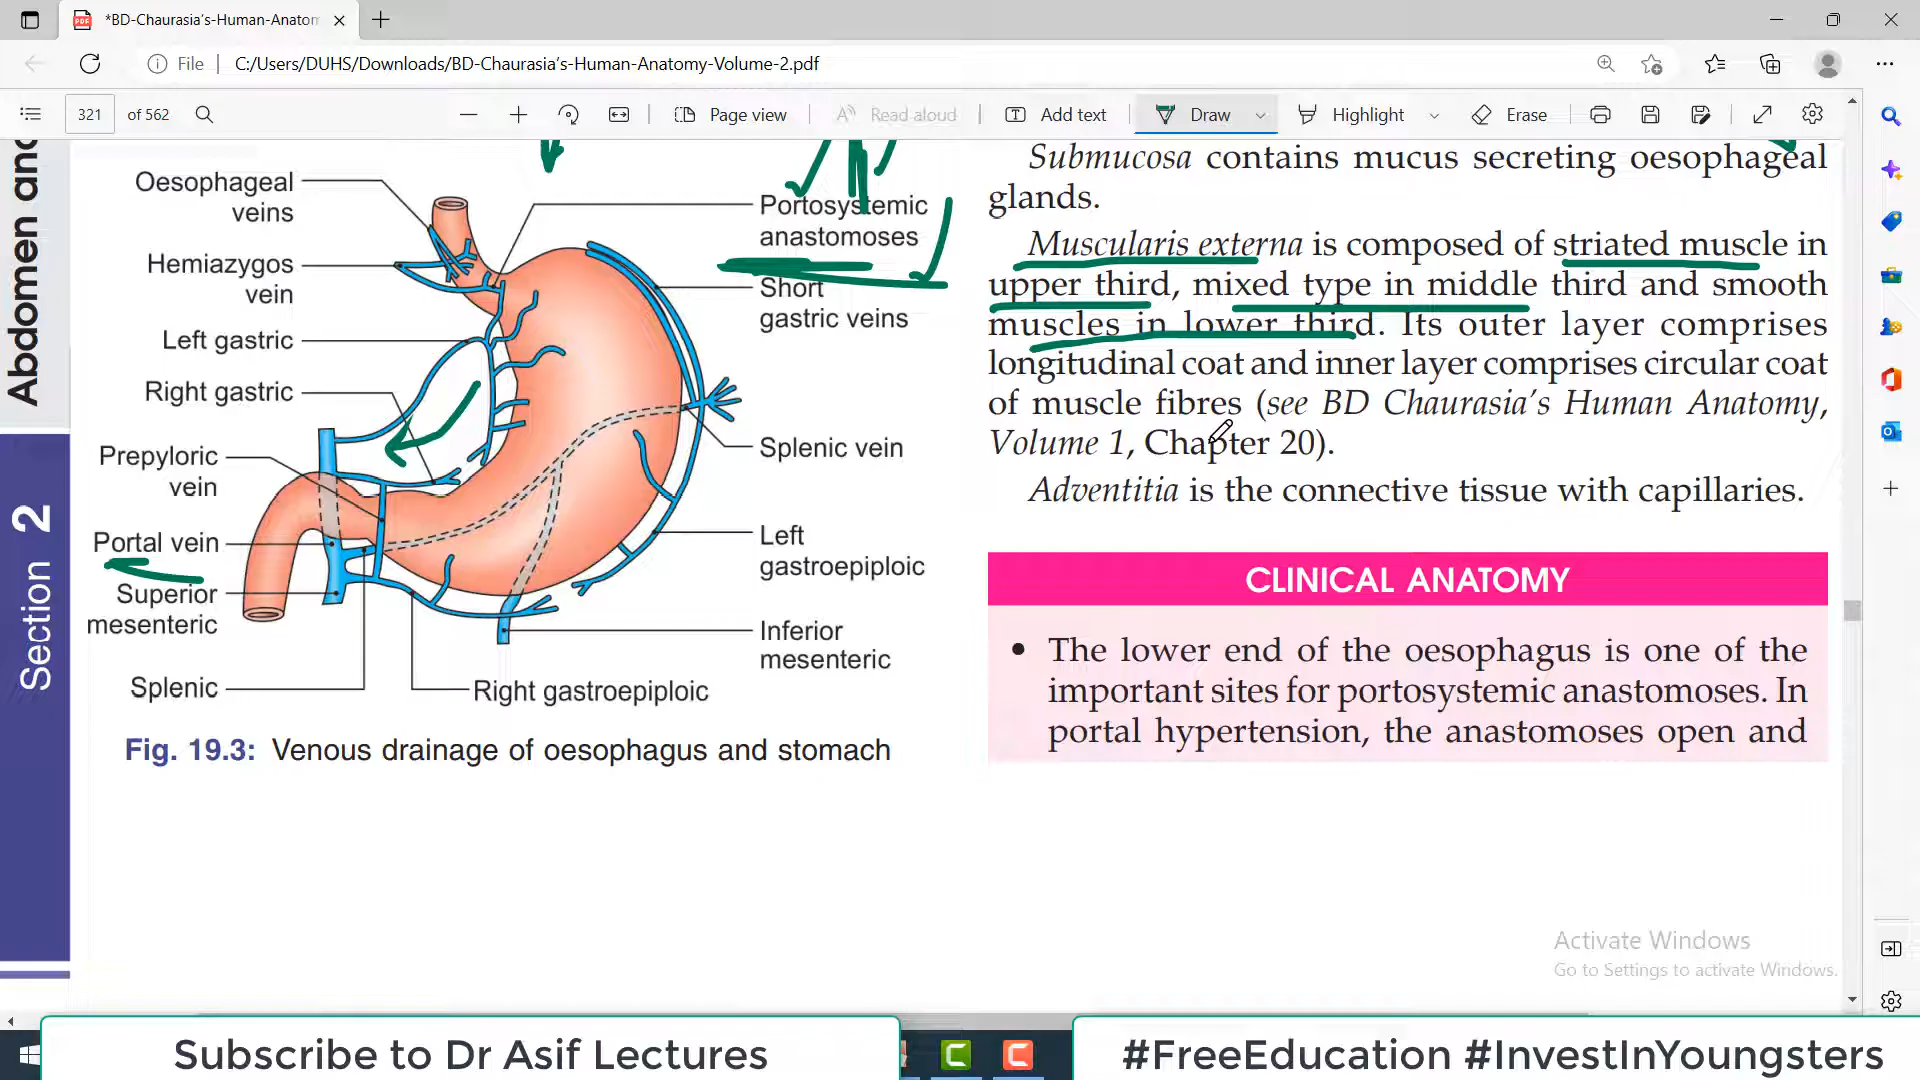 *BD-Chaurasia's-Human-Anatom
File
C:/Users/DUHS/Downloads/BD-Chaurasia's-Human-Anatomy-Volume-2.pdf
321 of 562
Page view
Read aloud
Add text
Draw
Highlight
Erase
Abdomen and
Section 2
Oesophageal
veins
Hemiazygos
vein
Left gastric
Right gastric
Prepyloric
vein
Portal vein
Superior
mesenteric
Splenic
Right gastroepiploic
Portosystemic
anastomoses
Short
gastric veins
Splenic vein
Left
gastroepiploic
Inferior
mesenteric
Fig. 19.3: Venous drainage of oesophagus and stomach
Submucosa contains mucus secreting oesophageal
glands.
Muscularis externa is composed of striated muscle in
upper third, mixed type in middle third and smooth
muscles in lower third. Its outer layer comprises
longitudinal coat and inner layer comprises circular coat
of muscle fibres (see BD Chaurasia's Human Anatomy,
Volume 1, Chapter 20).
Adventitia is the connective tissue with capillaries.
CLINICAL ANATOMY
• The lower end of the oesophagus is one of the
important sites for portosystemic anastomoses. In
portal hypertension, the anastomoses open and
Activate Windows
Go to Settings to activate Windows.
Subscribe to Dr Asif Lectures
#FreeEducation #InvestInYoungsters